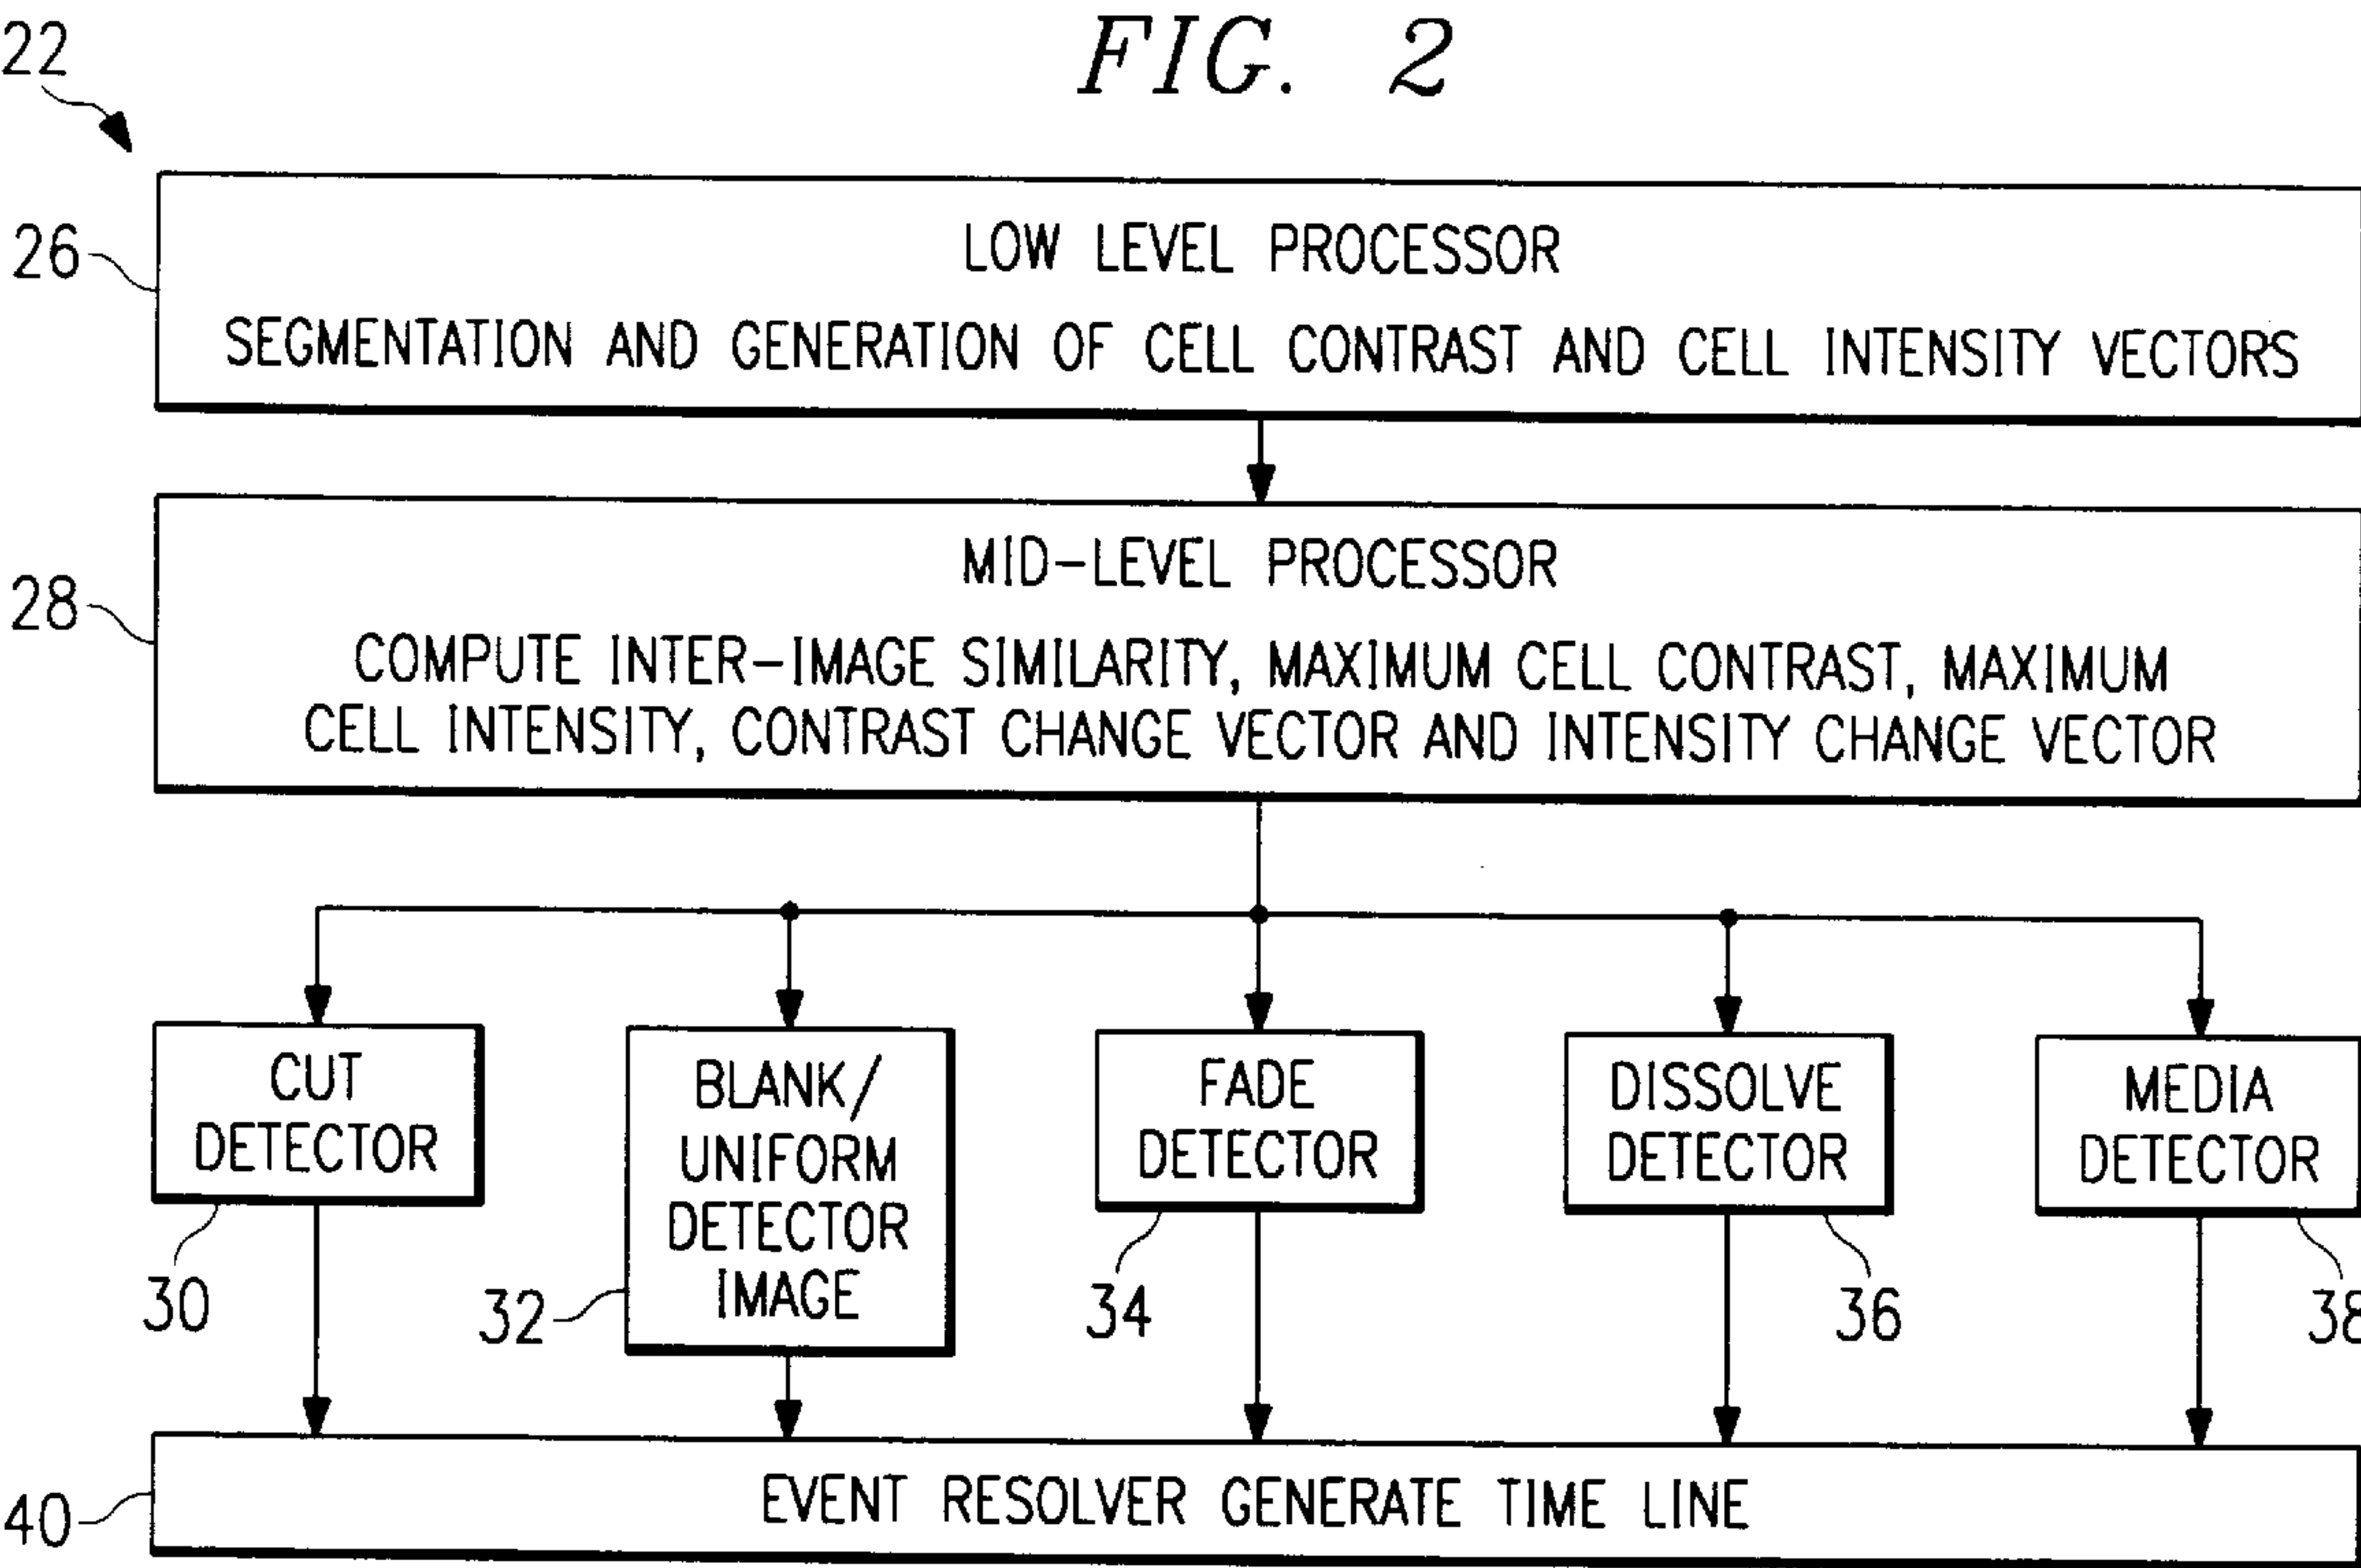 FIG. 2
22
26
LOW LEVEL PROCESSOR
SEGMENTATION AND GENERATION OF CELL CONTRAST AND CELL INTENSITY VECTORS
28
MID-LEVEL PROCESSOR
COMPUTE INTER-IMAGE SIMILARITY, MAXIMUM CELL CONTRAST, MAXIMUM
CELL INTENSITY, CONTRAST CHANGE VECTOR AND INTENSITY CHANGE VECTOR
CUT
DETECTOR
30
BLANK/
UNIFORM
DETECTOR
IMAGE
32
FADE
DETECTOR
34
DISSOLVE
DETECTOR
36
MEDIA
DETECTOR
38
40
EVENT RESOLVER GENERATE TIME LINE